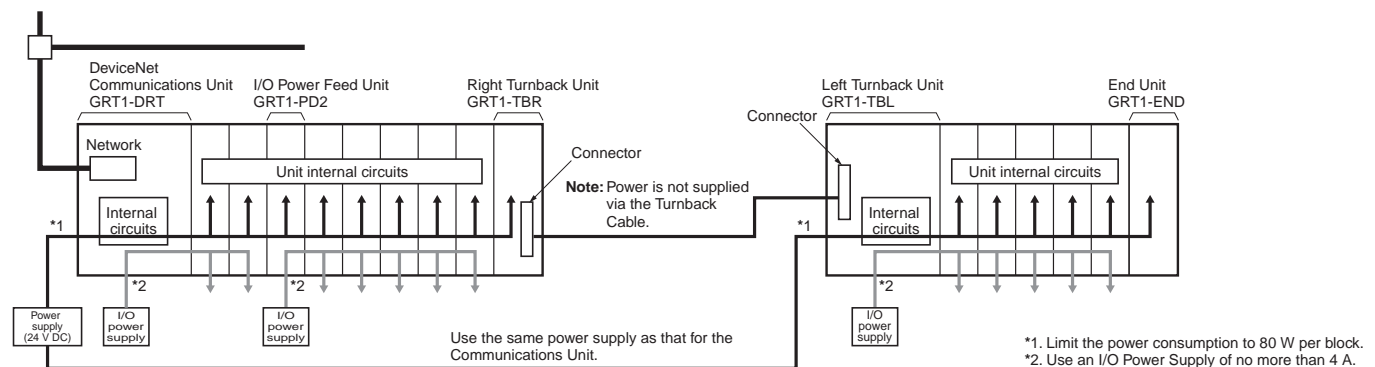 DeviceNet
Communications Unit
GRT1-DRT
I/O Power Feed Unit
GRT1-PD2
Right Turnback Unit
GRT1-TBR
Left Turnback Unit
GRT1-TBL
End Unit
GRT1-END
Connector
Network
Unit internal circuits
Connector
Unit internal circuits
Note: Power is not supplied
via the Turnback
Cable.
Internal
circuits
*1
Internal
circuits
*1
*2
*2
*2
Power
supply
(24 V DC)
I/O
power
supply
I/O
power
supply
I/O
power
supply
Use the same power supply as that for the
Communications Unit.
*1. Limit the power consumption to 80 W per block.
*2. Use an I/O Power Supply of no more than 4 A.